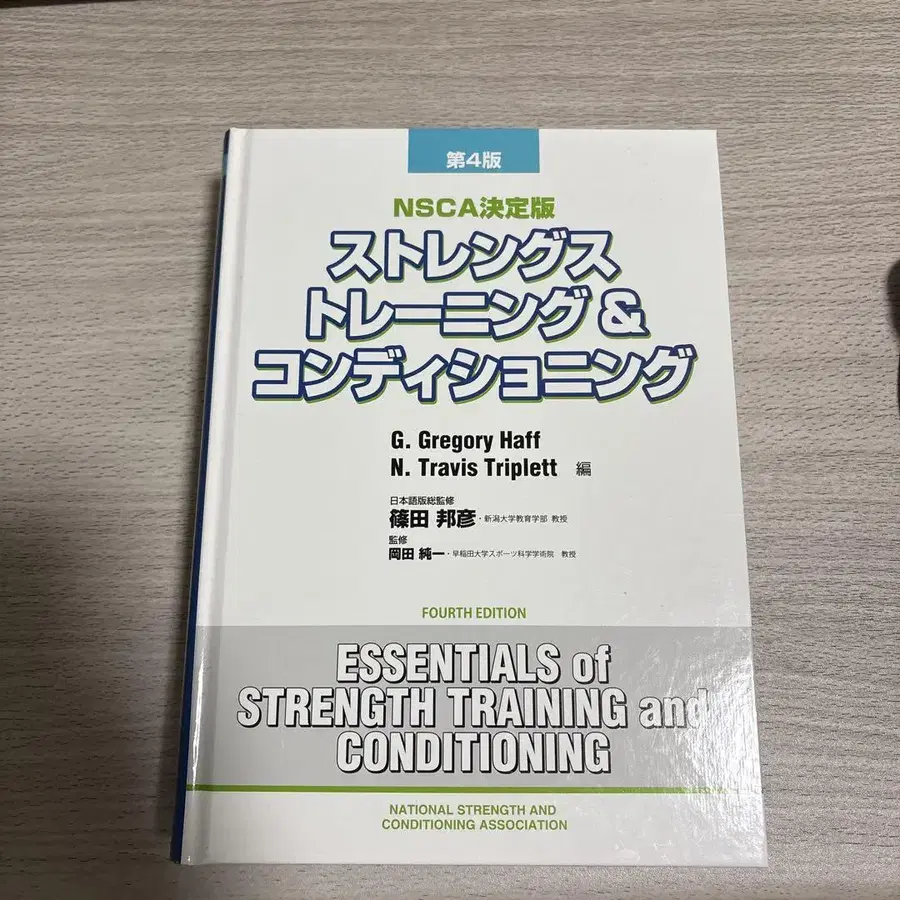 第4版
NSCA決定版
ストレングス
トレーニング&
コンディショニング
G. Gregory Haff
N. Travis Triplett 編
日本語版総監修
篠田 邦彦・新潟大学教育学部 教授
監修
岡田 純一・早稲田大学スポーツ科学学術院 教授
FOURTH EDITION
ESSENTIALS of
STRENGTH TRAINING and
CONDITIONING
NATIONAL STRENGTH AND
CONDITIONING ASSOCIATION